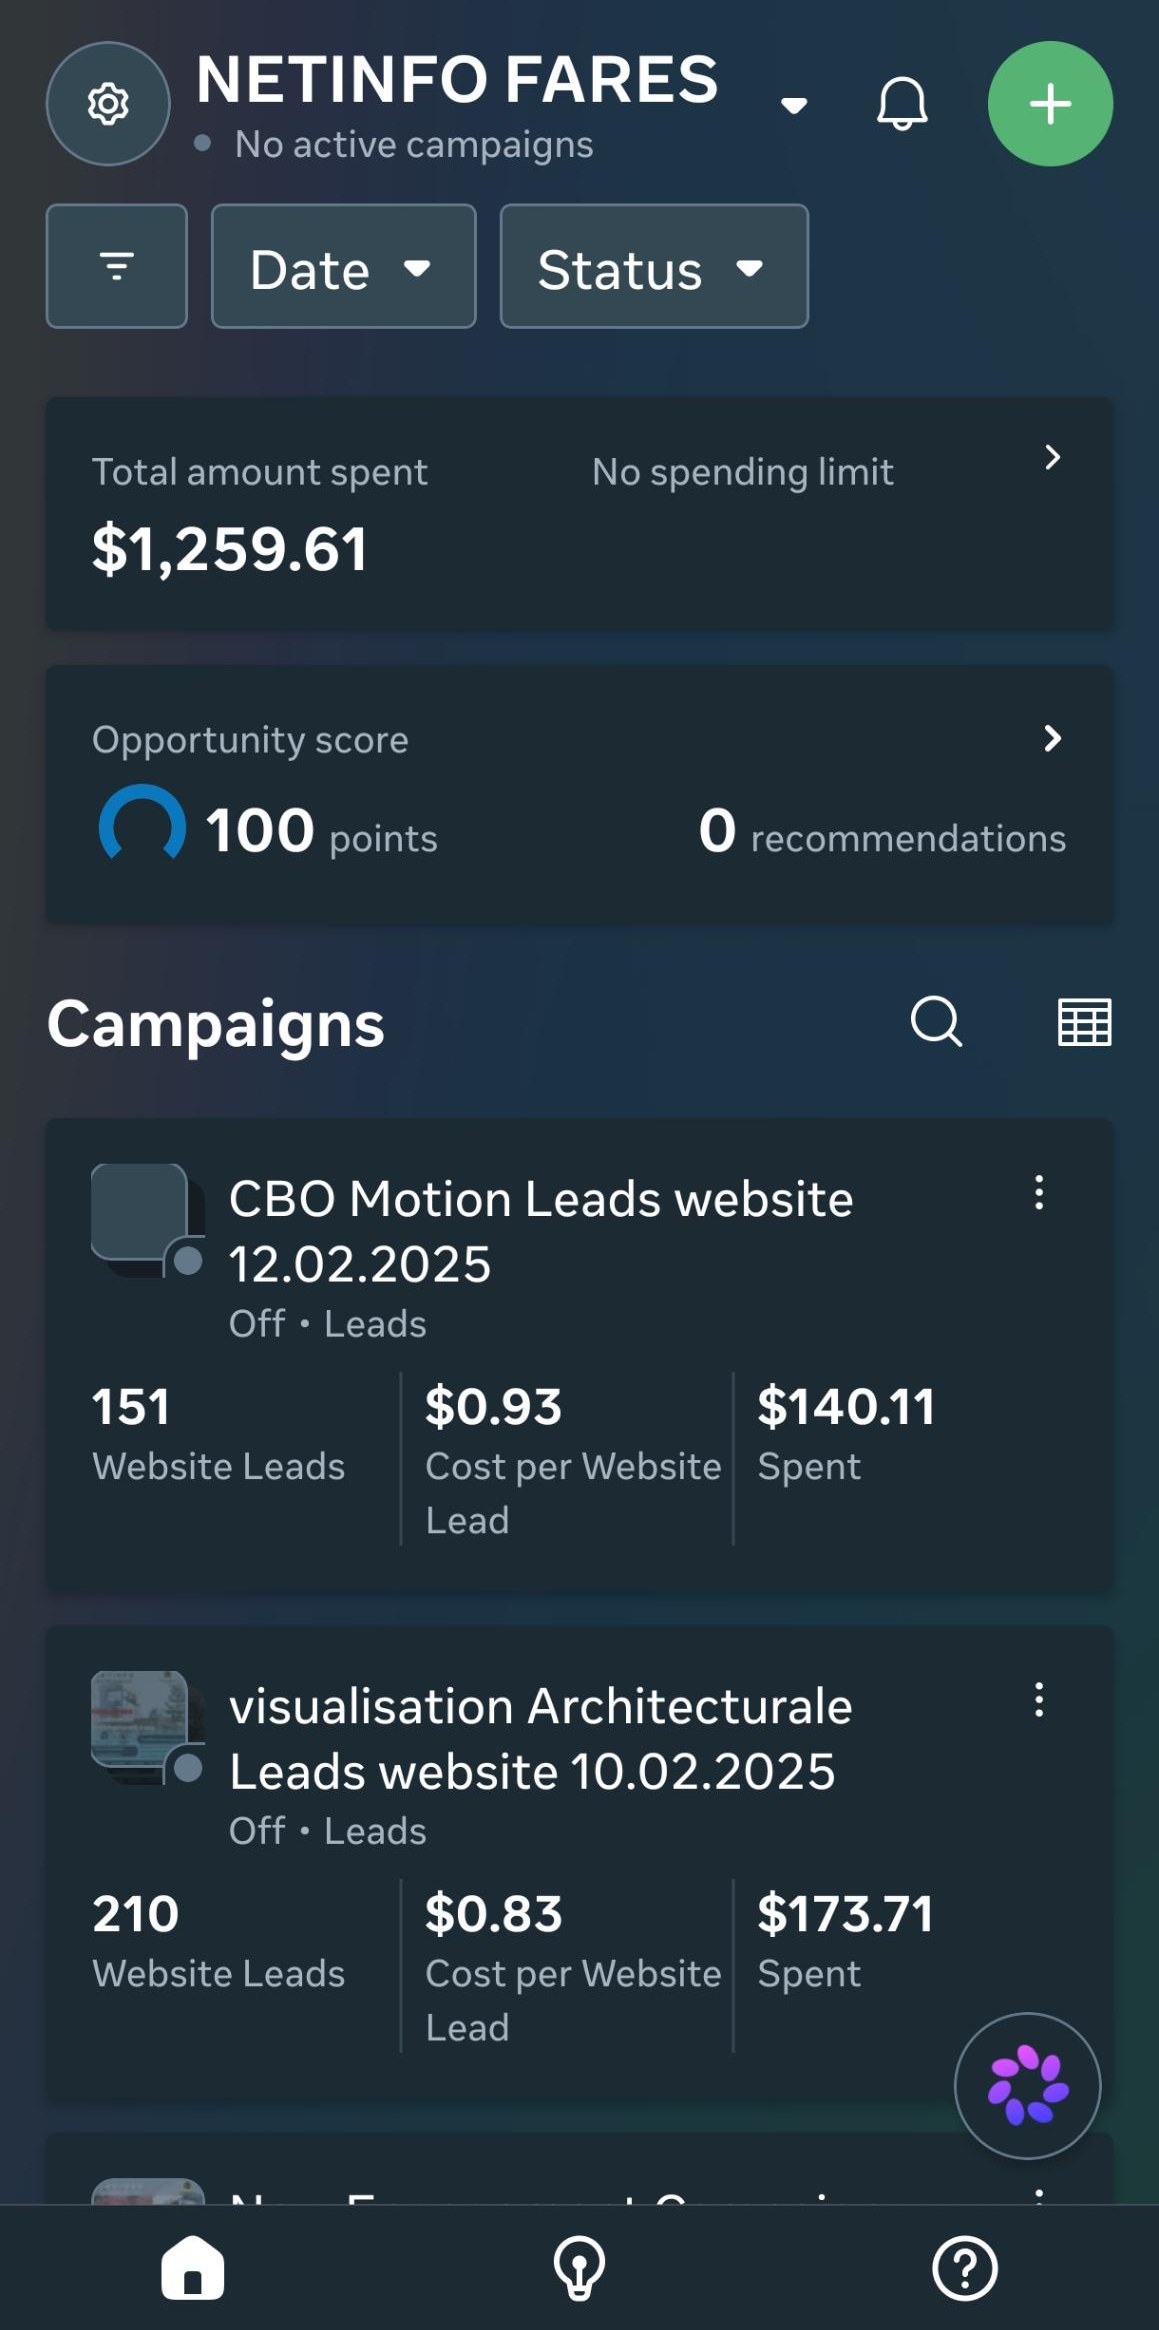 NETINFO FARES
No active campaigns
Date
Status
Total amount spent
No spending limit
$1,259.61
Opportunity score
100 points
0 recommendations
Campaigns
CBO Motion Leads website
12.02.2025
Off • Leads
151
$0.93
$140.11
Website Leads
Cost per Website
Lead
Spent
visualisation Architecturale
Leads website 10.02.2025
Off • Leads
210
$0.83
$173.71
Website Leads
Cost per Website
Lead
Spent